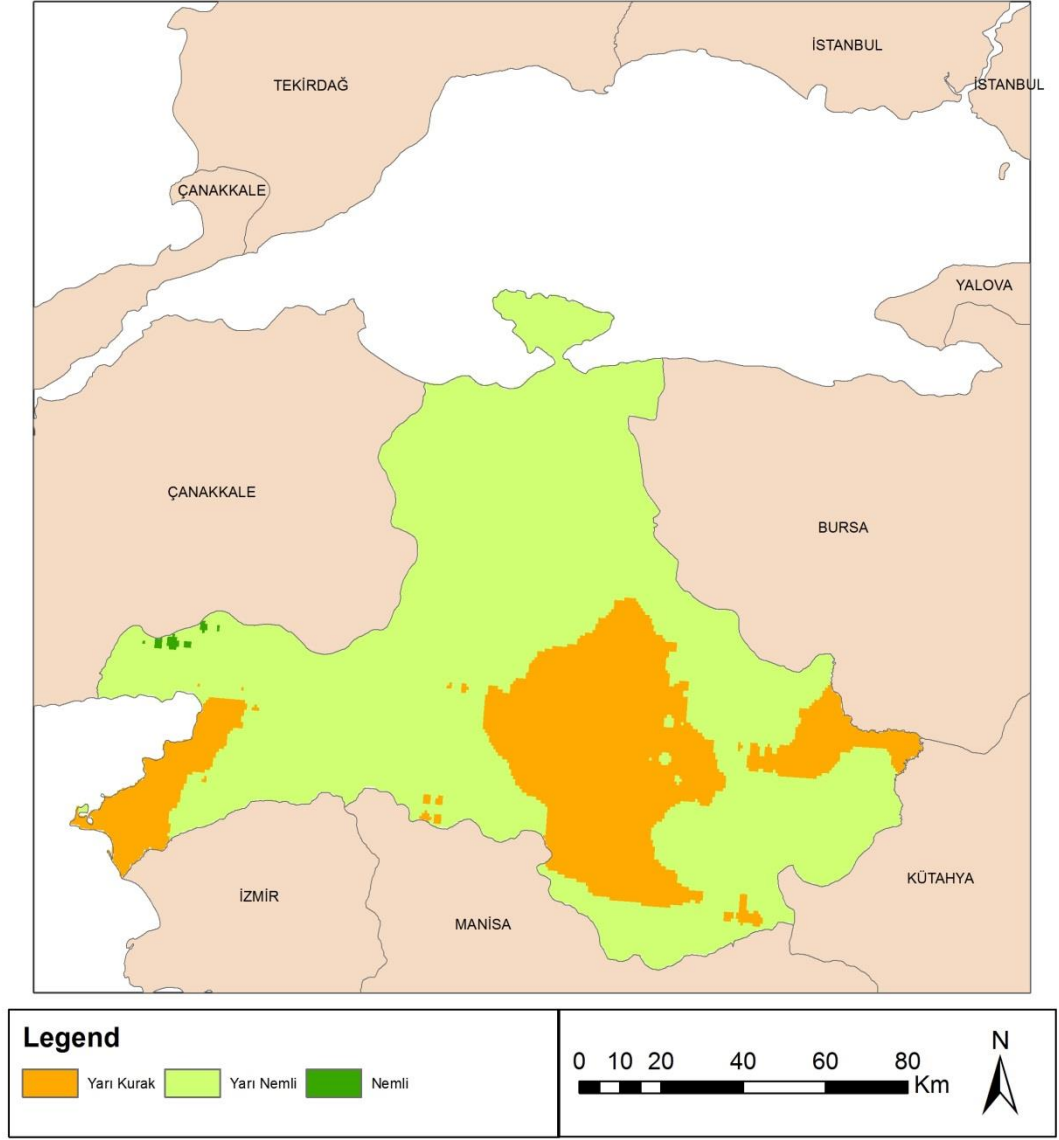 İSTANBUL
TEKİRDAĞ
İSTANBUL
ÇANAKKALE
YALOVA
ÇANAKKALE
BURSA
KÜTAHYA
İZMİR
MANİSA
Legend
Yarı Kurak
Yarı Nemli
Nemli
0 10 20 40 60 80
Km
N